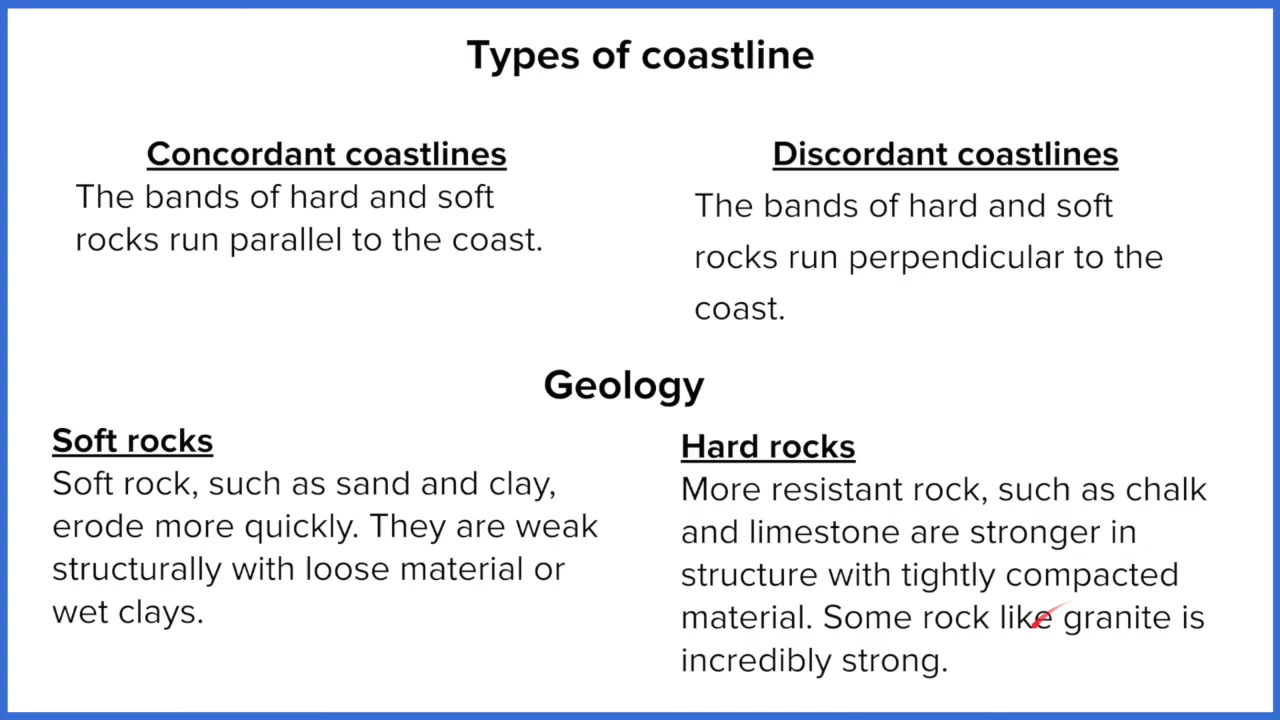 Types of coastline
Concordant coastlines
The bands of hard and soft
rocks run parallel to the coast.
Discordant coastlines
The bands of hard and soft
rocks run perpendicular to the
coast.
Geology
Soft rocks
Soft rock, such as sand and clay,
erode more quickly. They are weak
structurally with loose material or
wet clays.
Hard rocks
More resistant rock, such as chalk
and limestone are stronger in
structure with tightly compacted
material. Some rock like granite is
incredibly strong.